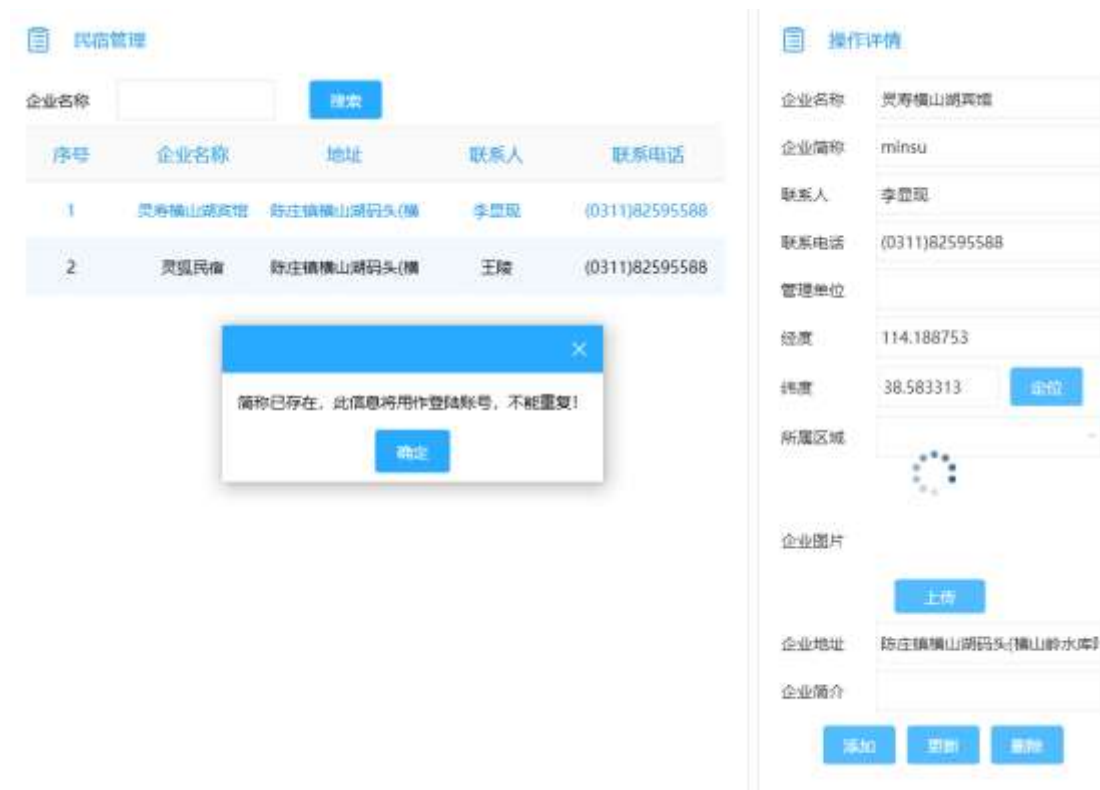 民宿管理
企业名称
搜索
序号 企业名称 地址 联系人 联系电话
1 灵寿横山湖宾馆 陈庄镇横山湖码头(横 李显现 (0311)82595588
2 灵狐民宿 陈庄镇横山湖码头(横 王陵 (0311)82595588
简称已存在，此信息将用作登陆账号，不能重复！
确定
操作详情
企业名称 灵寿横山湖宾馆
企业简称 minsu
联系人 李显现
联系电话 (0311)82595588
管理单位
经度 114.188753
纬度 38.583313 定位
所属区域
企业图片
上传
企业地址 陈庄镇横山湖码头(横山岭水库
企业简介
添加 更新 删除